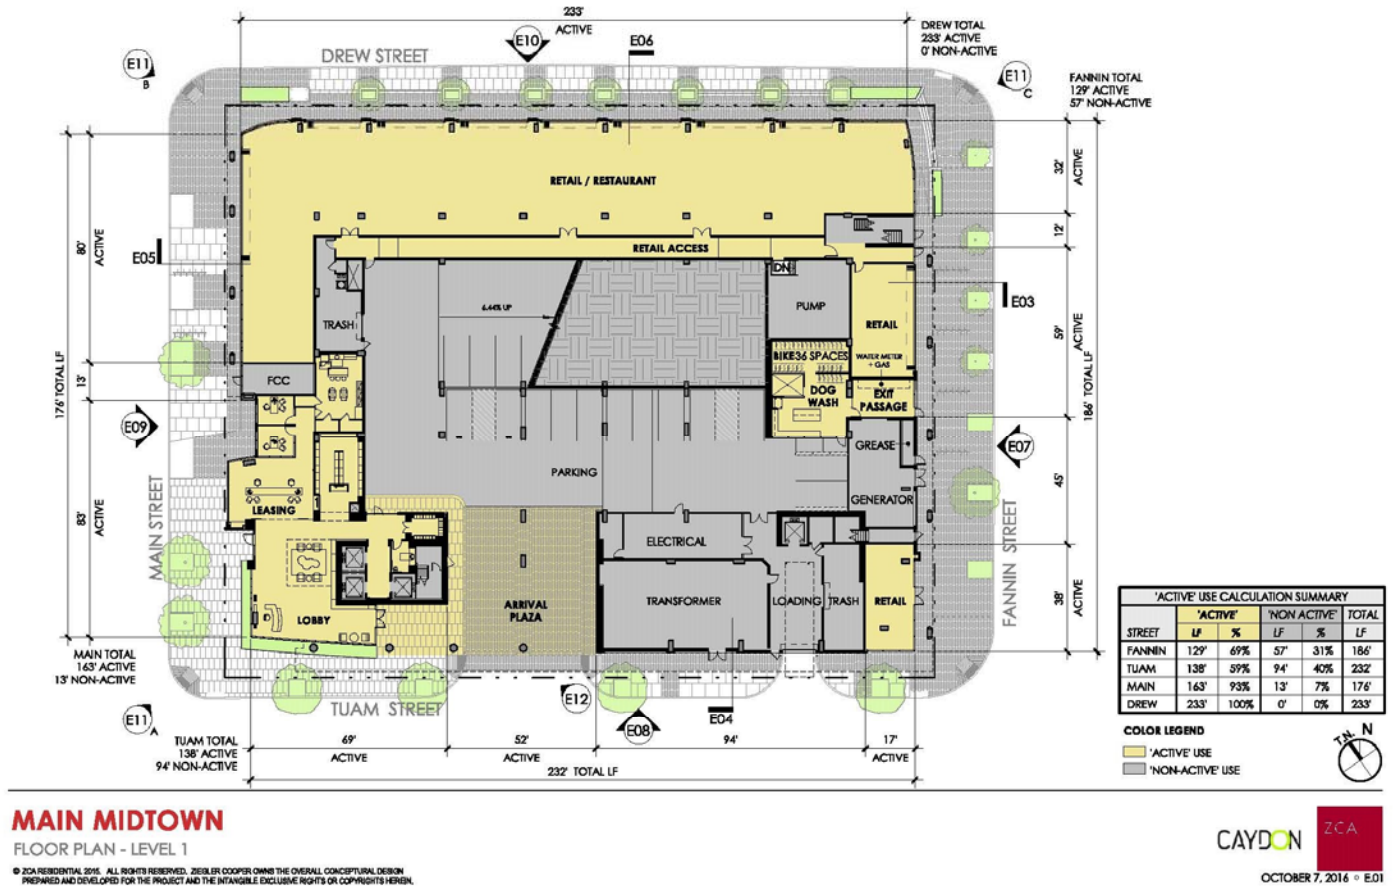 233'
ACTIVE
DREW TOTAL
233' ACTIVE
0' NON-ACTIVE
DREW STREET
E10
E06
E11
B
E11
C
FANNIN TOTAL
129' ACTIVE
57' NON-ACTIVE
32'
ACTIVE
12'
59'
ACTIVE
186' TOTAL LF
45'
38'
ACTIVE
176' TOTAL LF
80'
ACTIVE
13'
83'
ACTIVE
RETAIL / RESTAURANT
RETAIL ACCESS
E05
E03
DN
PUMP
6.44% UP
TRASH
RETAIL
BIKE 36 SPACES
WATER METER
+ GAS
FCC
DOG
WASH
EXIT
PASSAGE
E09
E07
GREASE
PARKING
GENERATOR
LEASING
MAIN STREET
FANNIN STREET
ELECTRICAL
TRANSFORMER
LOADING
TRASH
RETAIL
ARRIVAL
PLAZA
LOBBY
MAIN TOTAL
163' ACTIVE
13' NON-ACTIVE
E11
A
TUAM STREET
E12
E08
E04
TUAM TOTAL
138' ACTIVE
94' NON-ACTIVE
69'
ACTIVE
52'
ACTIVE
94'
17'
ACTIVE
232' TOTAL LF
'ACTIVE' USE CALCULATION SUMMARY
'ACTIVE' 'NON ACTIVE' TOTAL
STREET LF % LF % LF
FANNIN 129' 69% 57' 31% 186'
TUAM 138' 59% 94' 40% 232'
MAIN 163' 93% 13' 7% 176'
DREW 233' 100% 0' 0% 233'
COLOR LEGEND
'ACTIVE' USE
'NON-ACTIVE' USE
T.N. N
MAIN MIDTOWN
FLOOR PLAN - LEVEL 1
© ZCA RESIDENTIAL 2015. ALL RIGHTS RESERVED. ZIEGLER COOPER OWNS THE OVERALL CONCEPTURAL DESIGN
PREPARED AND DEVELOPED FOR THE PROJECT AND THE INTANGIBLE EXCLUSIVE RIGHTS OR COPYRIGHTS HEREIN.
CAYDON
ZCA
OCTOBER 7, 2016 ° E.01